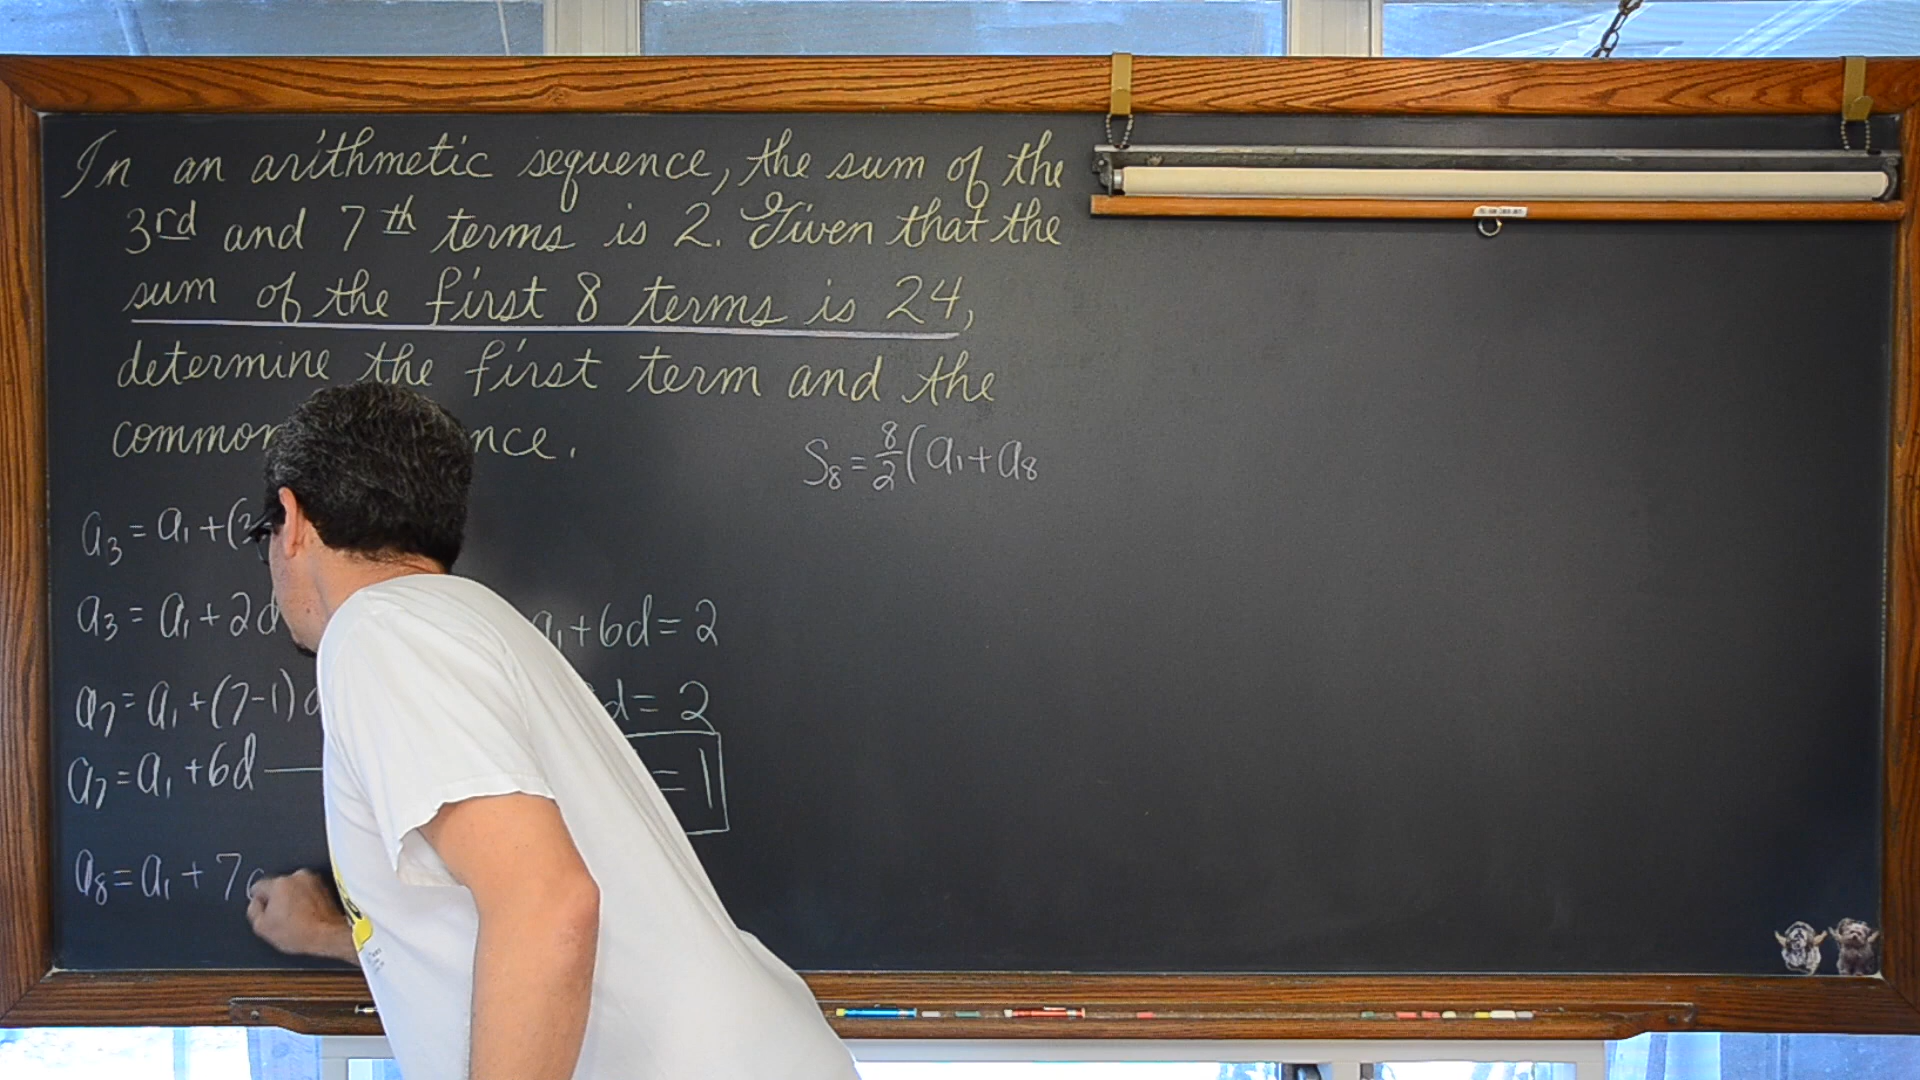 In an arithmetic sequence, the sum of the
3rd and 7th terms is 2. Given that the
sum of the first 8 terms is 24,
determine the first term and the
common nce.
S₈ = 8/2 (a₁ + a₈
a₃ = a₁ + (3
a₃ = a₁ + 2d
a₁ + 6d = 2
a₇ = a₁ + (7-1)d
d = 2
a₇ = a₁ + 6d
= 1
a₈ = a₁ + 7